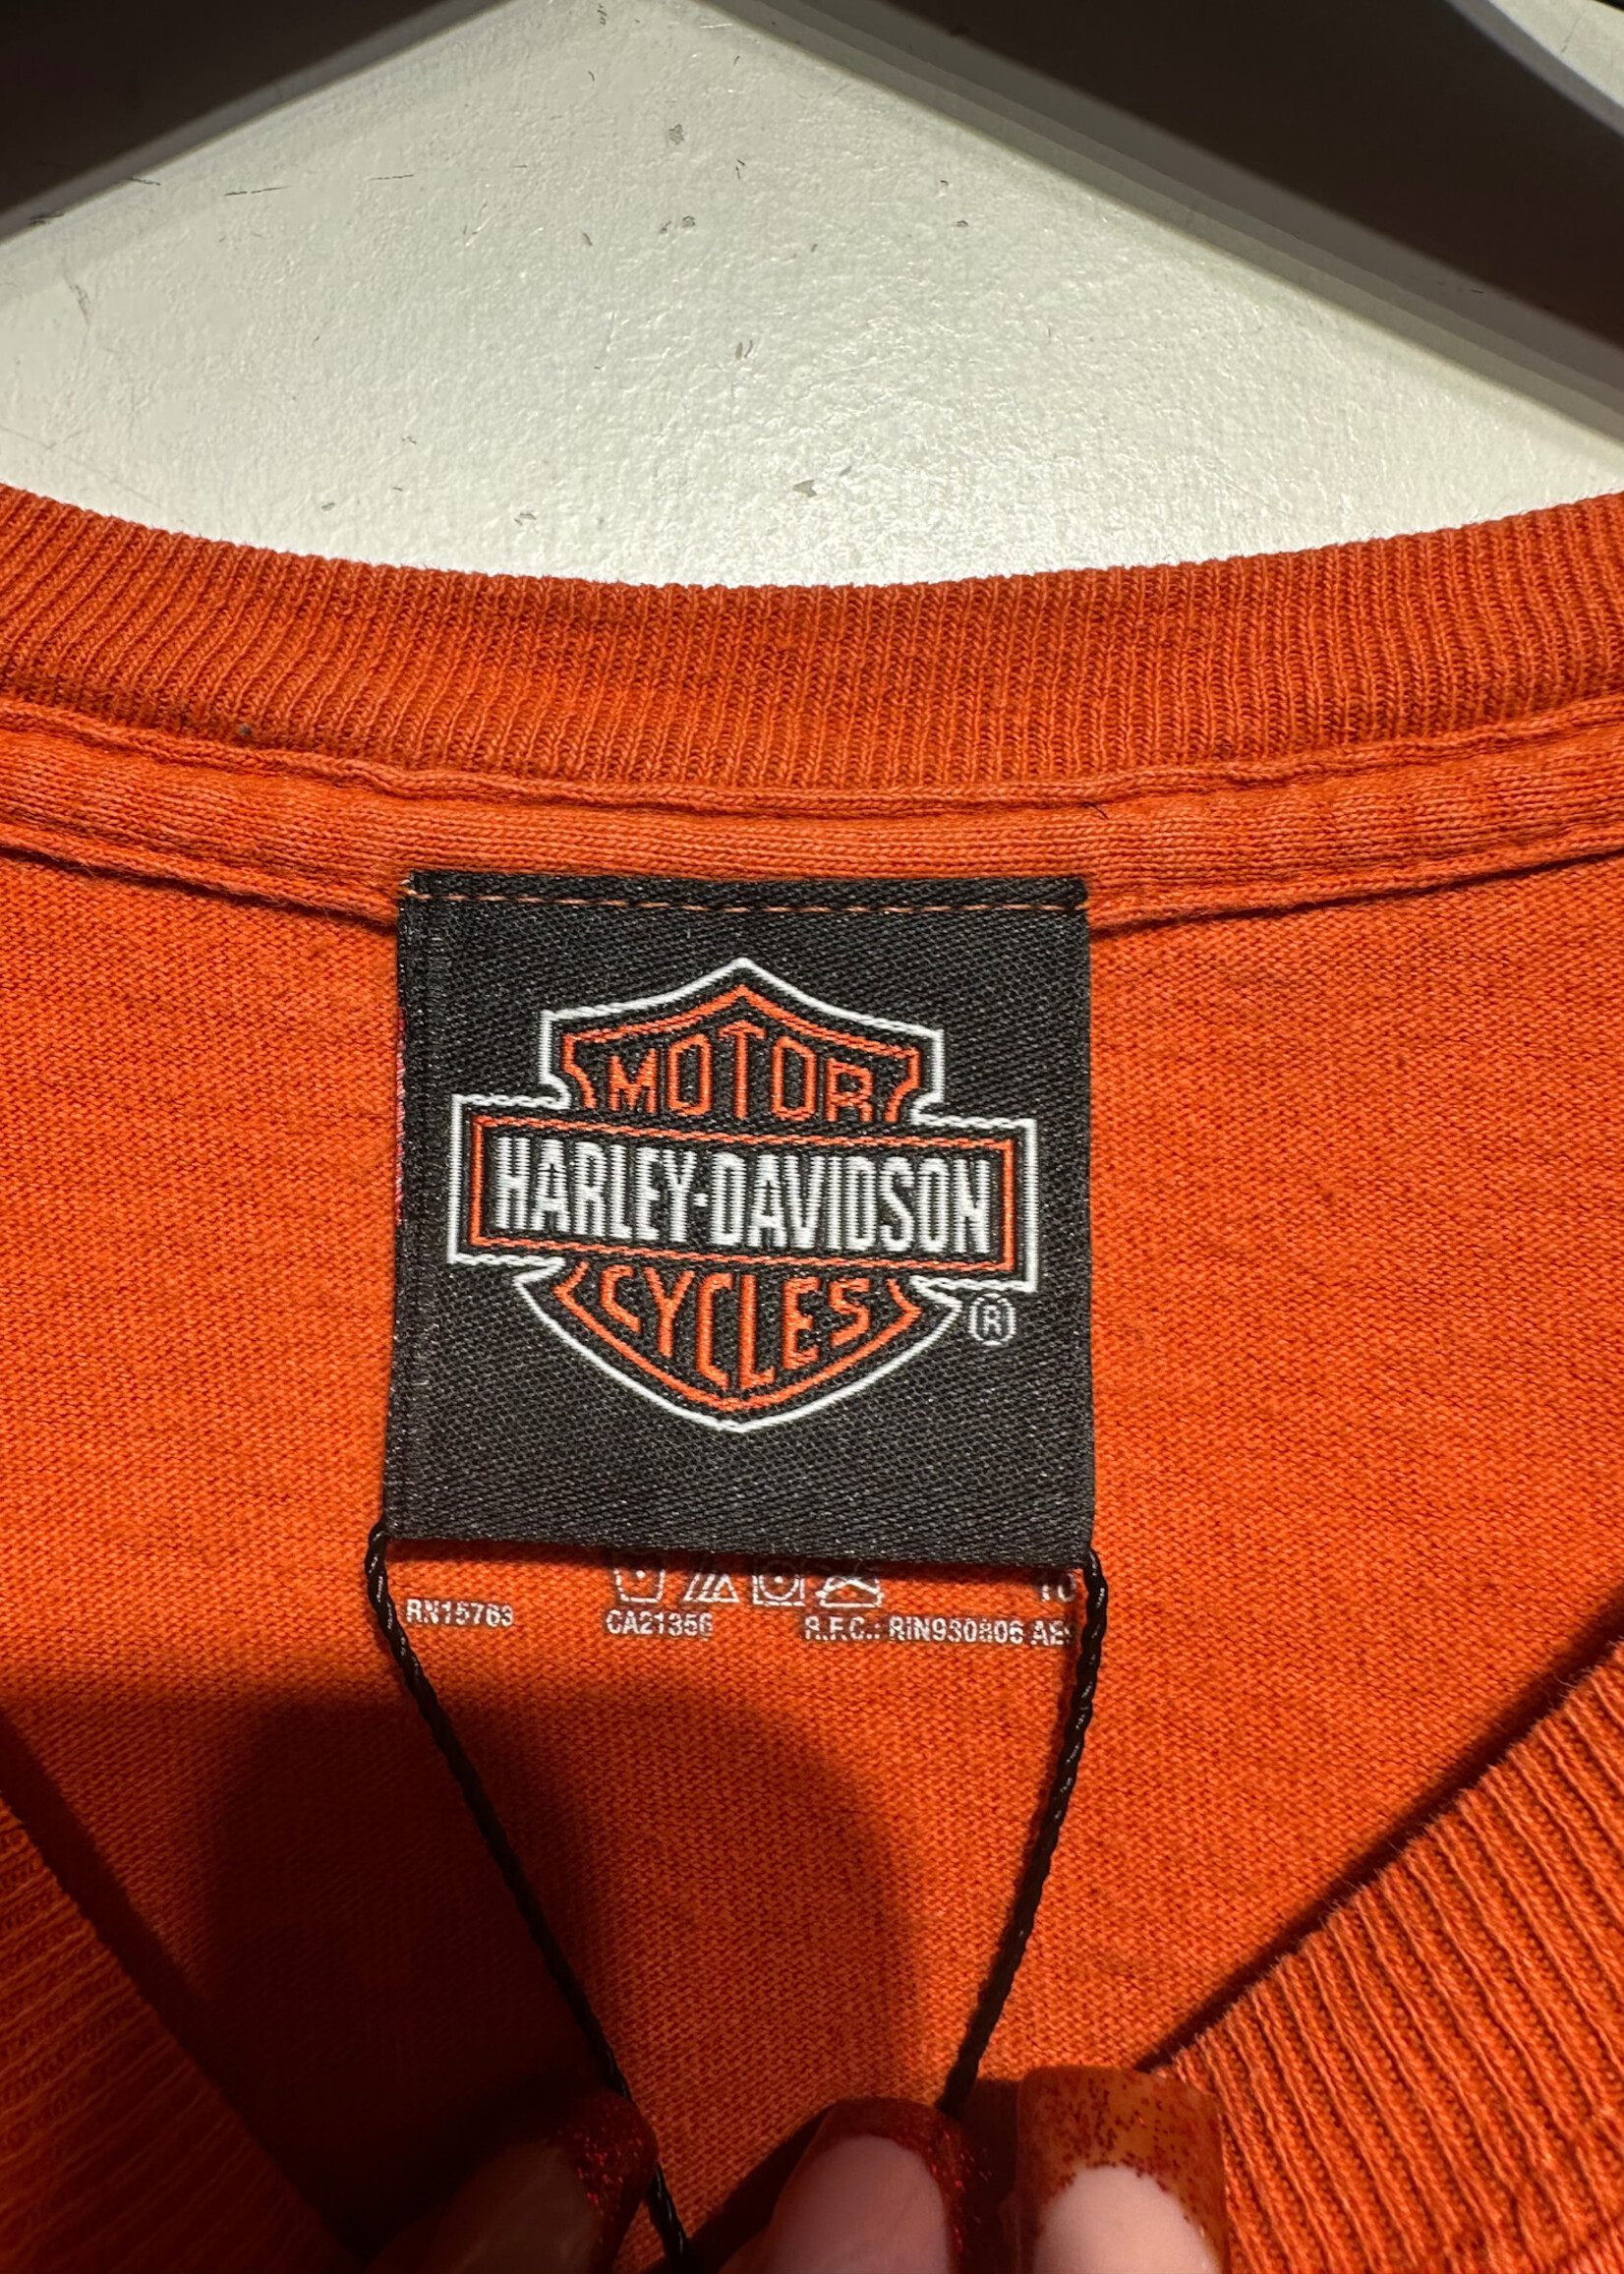 MOTOR
HARLEY-DAVIDSON
CYCLES
®
RN15763 CA21356 R.F.C.: RIN930806